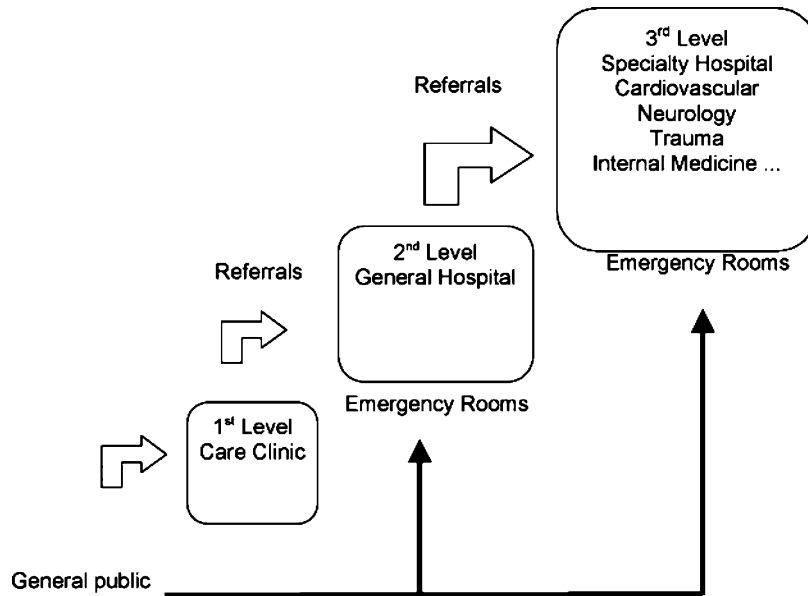 3rd Level
Specialty Hospital
Cardiovascular
Neurology
Trauma
Internal Medicine ...
Referrals
Emergency Rooms
2nd Level
General Hospital
Referrals
Emergency Rooms
1st Level
Care Clinic
General public